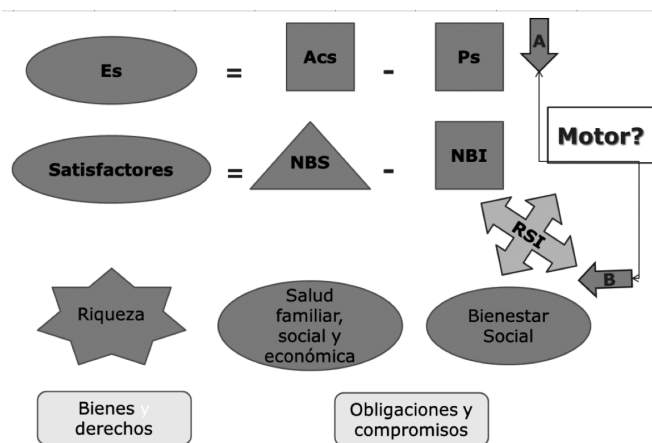 Es = Acs - Ps
A
Motor?
Satisfactores = NBS - NBI
RSI
B
Riqueza
Salud
familiar,
social y
económica
Bienestar
Social
Bienes y
derechos
Obligaciones y
compromisos